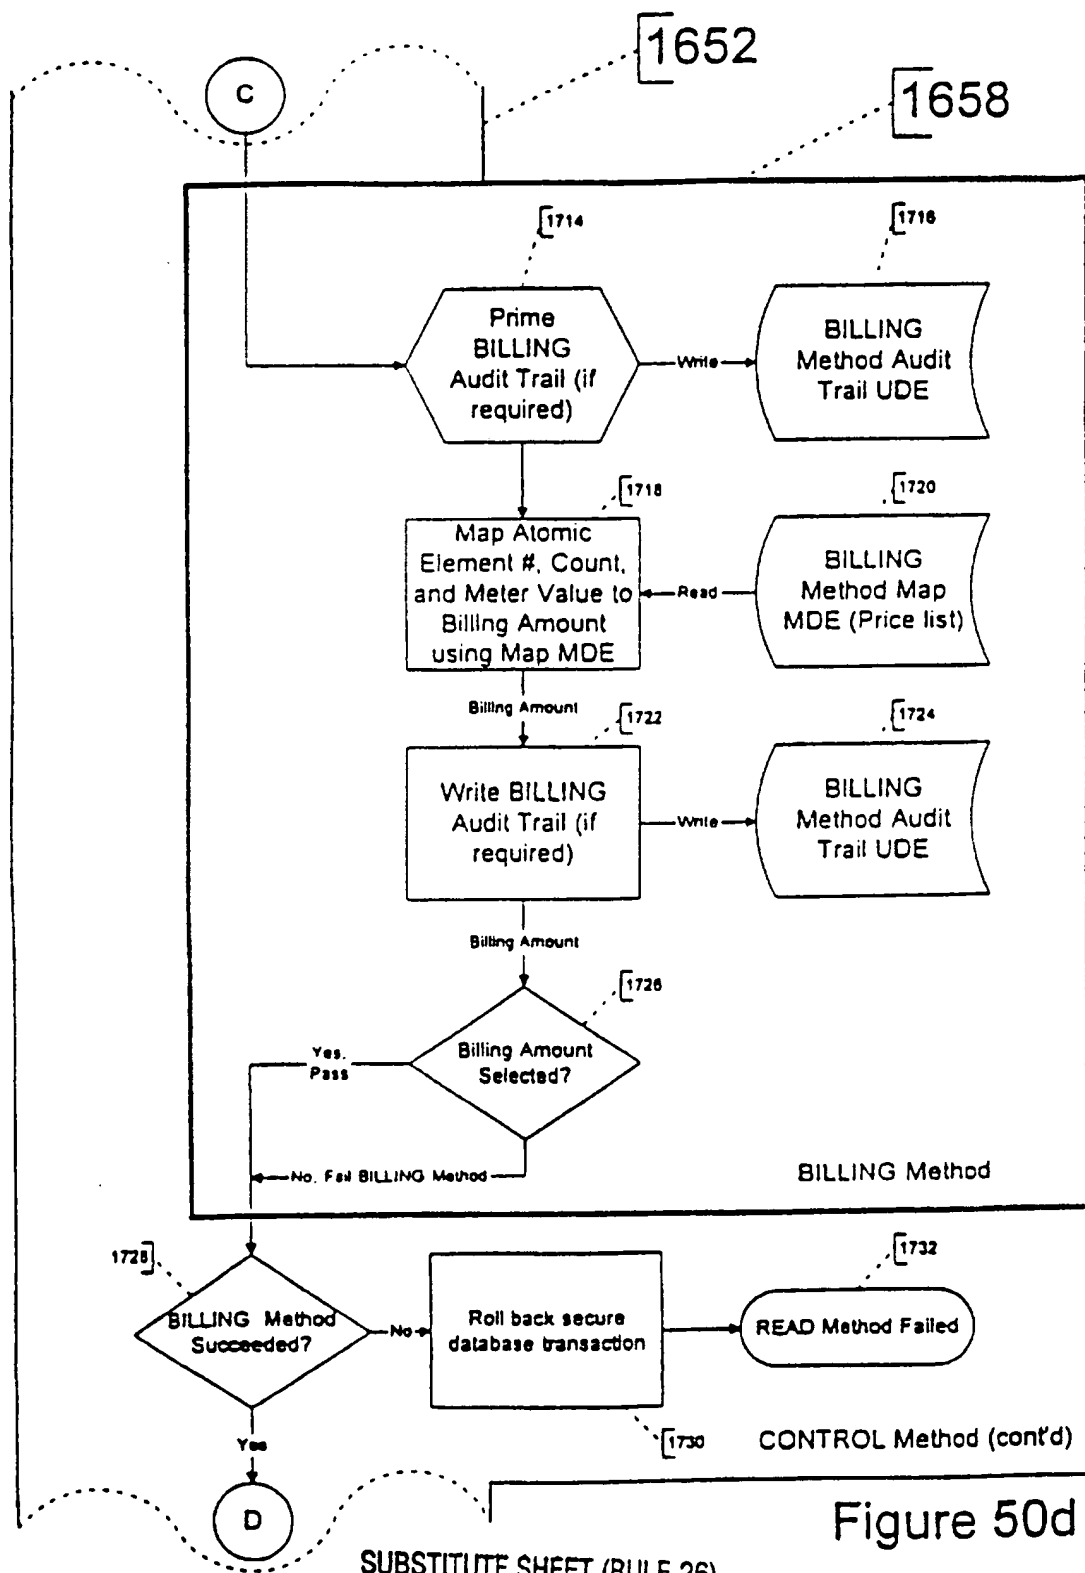 1652
C
1658
1714
1716
Prime
BILLING
Audit Trail (if
required)
Write
BILLING
Method Audit
Trail UDE
1718
1720
Map Atomic
Element #, Count,
and Meter Value to
Billing Amount
using Map MDE
Read
BILLING
Method Map
MDE (Price list)
Billing Amount
1722
1724
Write BILLING
Audit Trail (if
required)
Write
BILLING
Method Audit
Trail UDE
Billing Amount
1726
Billing Amount
Selected?
Yes,
Pass
No, Fail BILLING Method
BILLING Method
1728
BILLING Method
Succeeded?
No
Roll back secure
database transaction
1732
READ Method Failed
1730
CONTROL Method (cont'd)
Yes
D
Figure 50d
SUBSTITUTE SHEET (RULE 26)